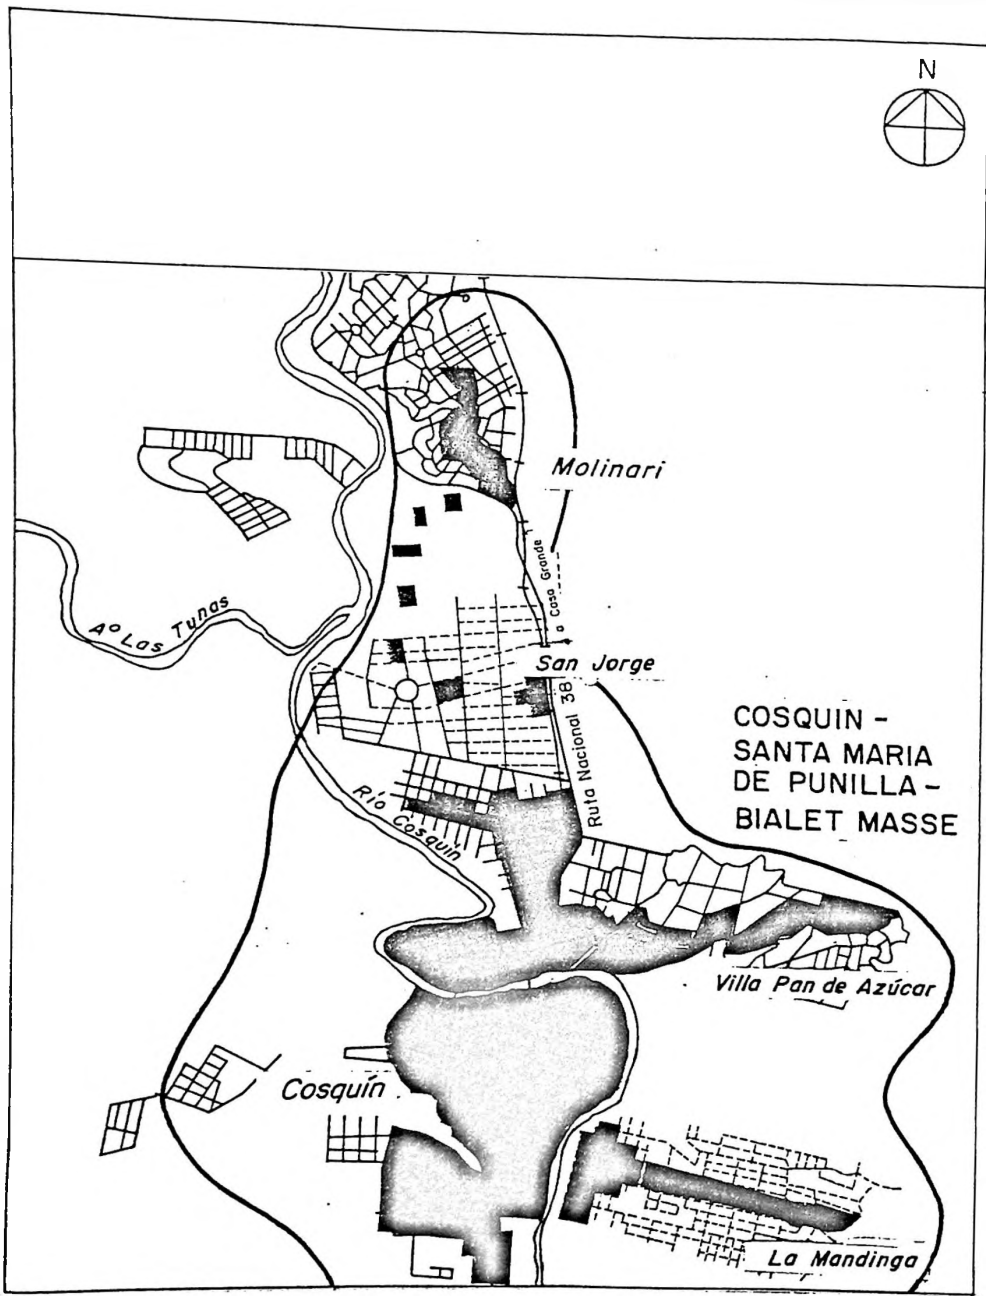 N
Molinari
a Casa Grande
Aº Las Tunas
San Jorge
Ruta Nacional 38
COSQUIN -
SANTA MARIA
DE PUNILLA -
BIALET MASSE
Río Cosquín
Villa Pan de Azúcar
Cosquín
La Mandinga